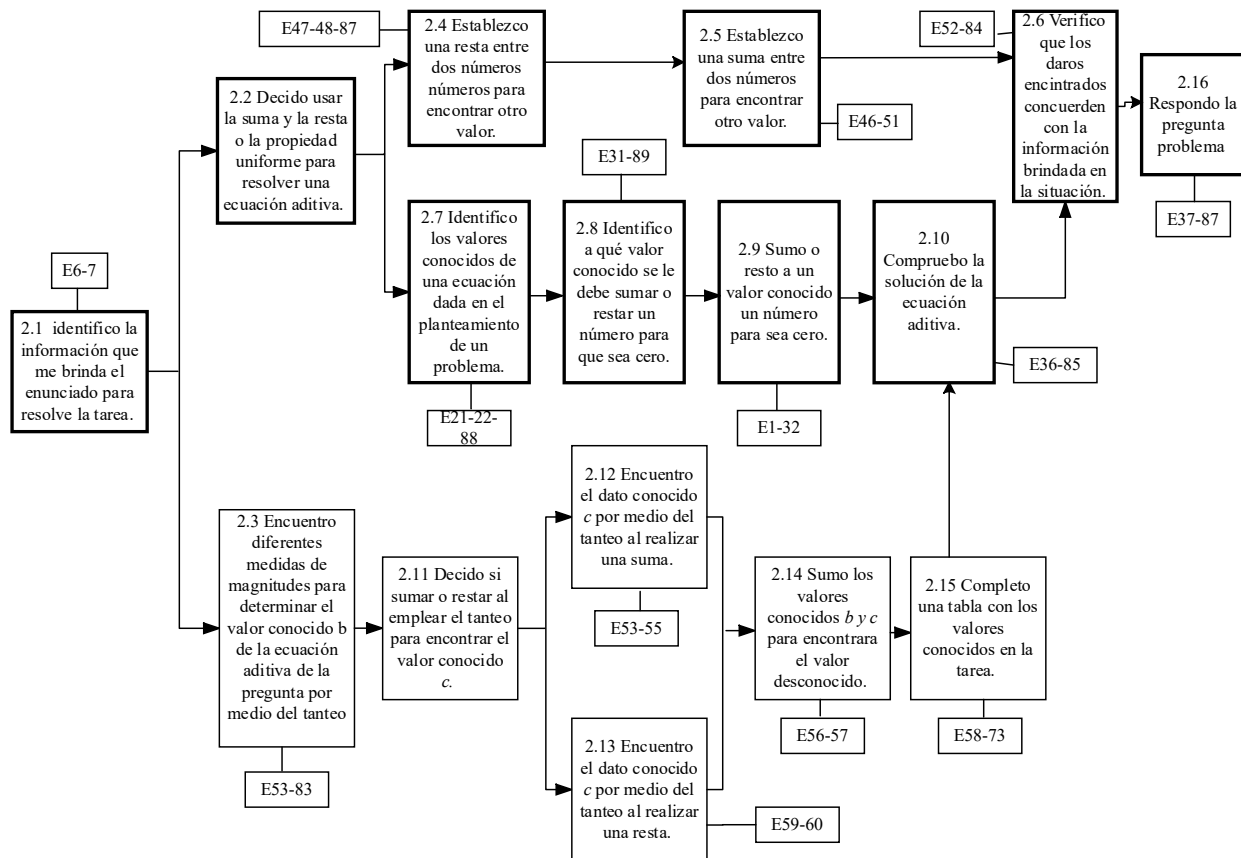 E47-48-87
2.4 Establezco
una resta entre
dos números
números para
encontrar otro
valor.
2.5 Establezco
una suma entre
dos números
para encontrar
otro valor.
E46-51
E52-84
2.6 Verifico
que los
daros
encintrados
concuerden
con la
información
brindada en
la situación.
2.16
Respondo la
pregunta
problema
E37-87
2.2 Decido usar
la suma y la resta
o la propiedad
uniforme para
resolver una
ecuación aditiva.
E31-89
2.7 Identifico
los valores
conocidos de
una ecuación
dada en el
planteamiento
de un
problema.
E21-22-
88
2.8 Identifico
a qué valor
conocido se le
debe sumar o
restar un
número para
que sea cero.
2.9 Sumo o
resto a un
valor conocido
un número
para sea cero.
E1-32
2.10
Compruebo la
solución de la
ecuación
aditiva.
E36-85
E6-7
2.1 identifico la
información que
me brinda el
enunciado para
resolve la tarea.
2.3 Encuentro
diferentes
medidas de
magnitudes para
determinar el
valor conocido b
de la ecuación
aditiva de la
pregunta por
medio del tanteo
E53-83
2.11 Decido si
sumar o restar al
emplear el tanteo
para encontrar el
valor conocido
c.
2.12 Encuentro
el dato conocido
c por medio del
tanteo al realizar
una suma.
E53-55
2.13 Encuentro
el dato conocido
c por medio del
tanteo al realizar
una resta.
E59-60
2.14 Sumo los
valores
conocidos b y c
para encontrara
el valor
desconocido.
E56-57
2.15 Completo
una tabla con los
valores
conocidos en la
tarea.
E58-73